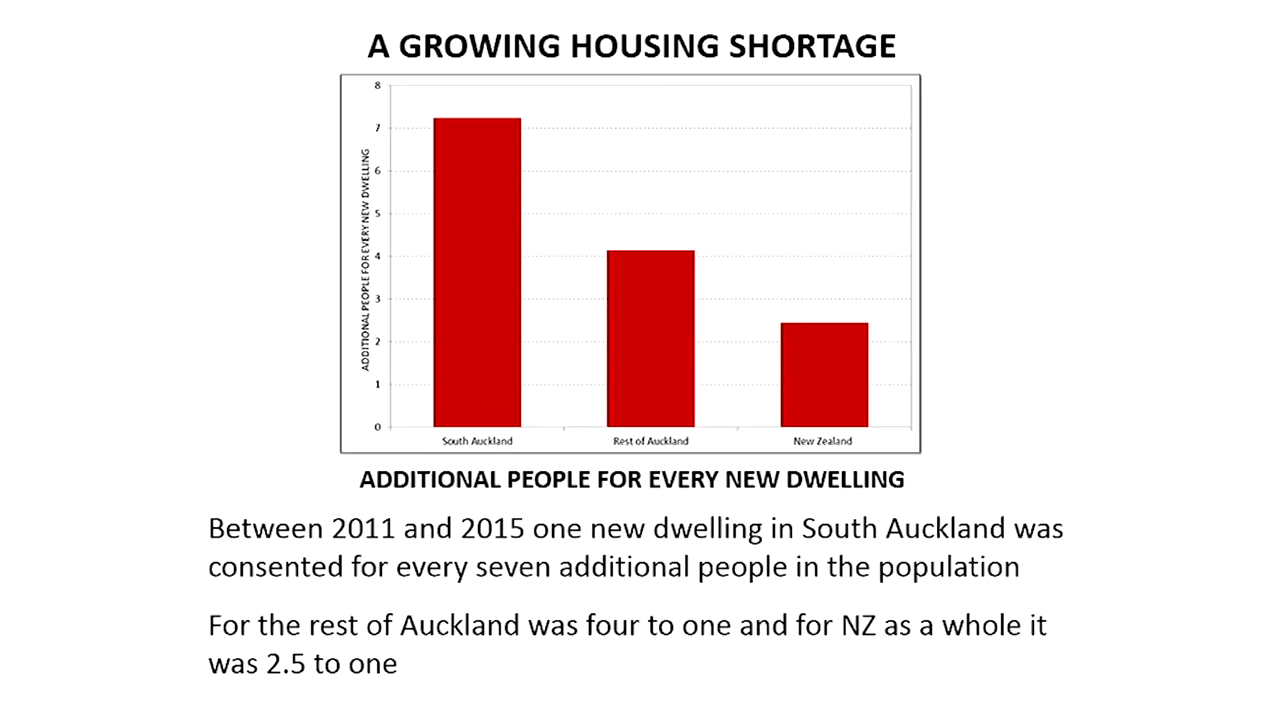 A GROWING HOUSING SHORTAGE
8
7
6
5
4
3
2
1
0
ADDITIONAL PEOPLE FOR EVERY NEW DWELLING
South Auckland
Rest of Auckland
New Zealand
ADDITIONAL PEOPLE FOR EVERY NEW DWELLING
Between 2011 and 2015 one new dwelling in South Auckland was
consented for every seven additional people in the population
For the rest of Auckland was four to one and for NZ as a whole it
was 2.5 to one